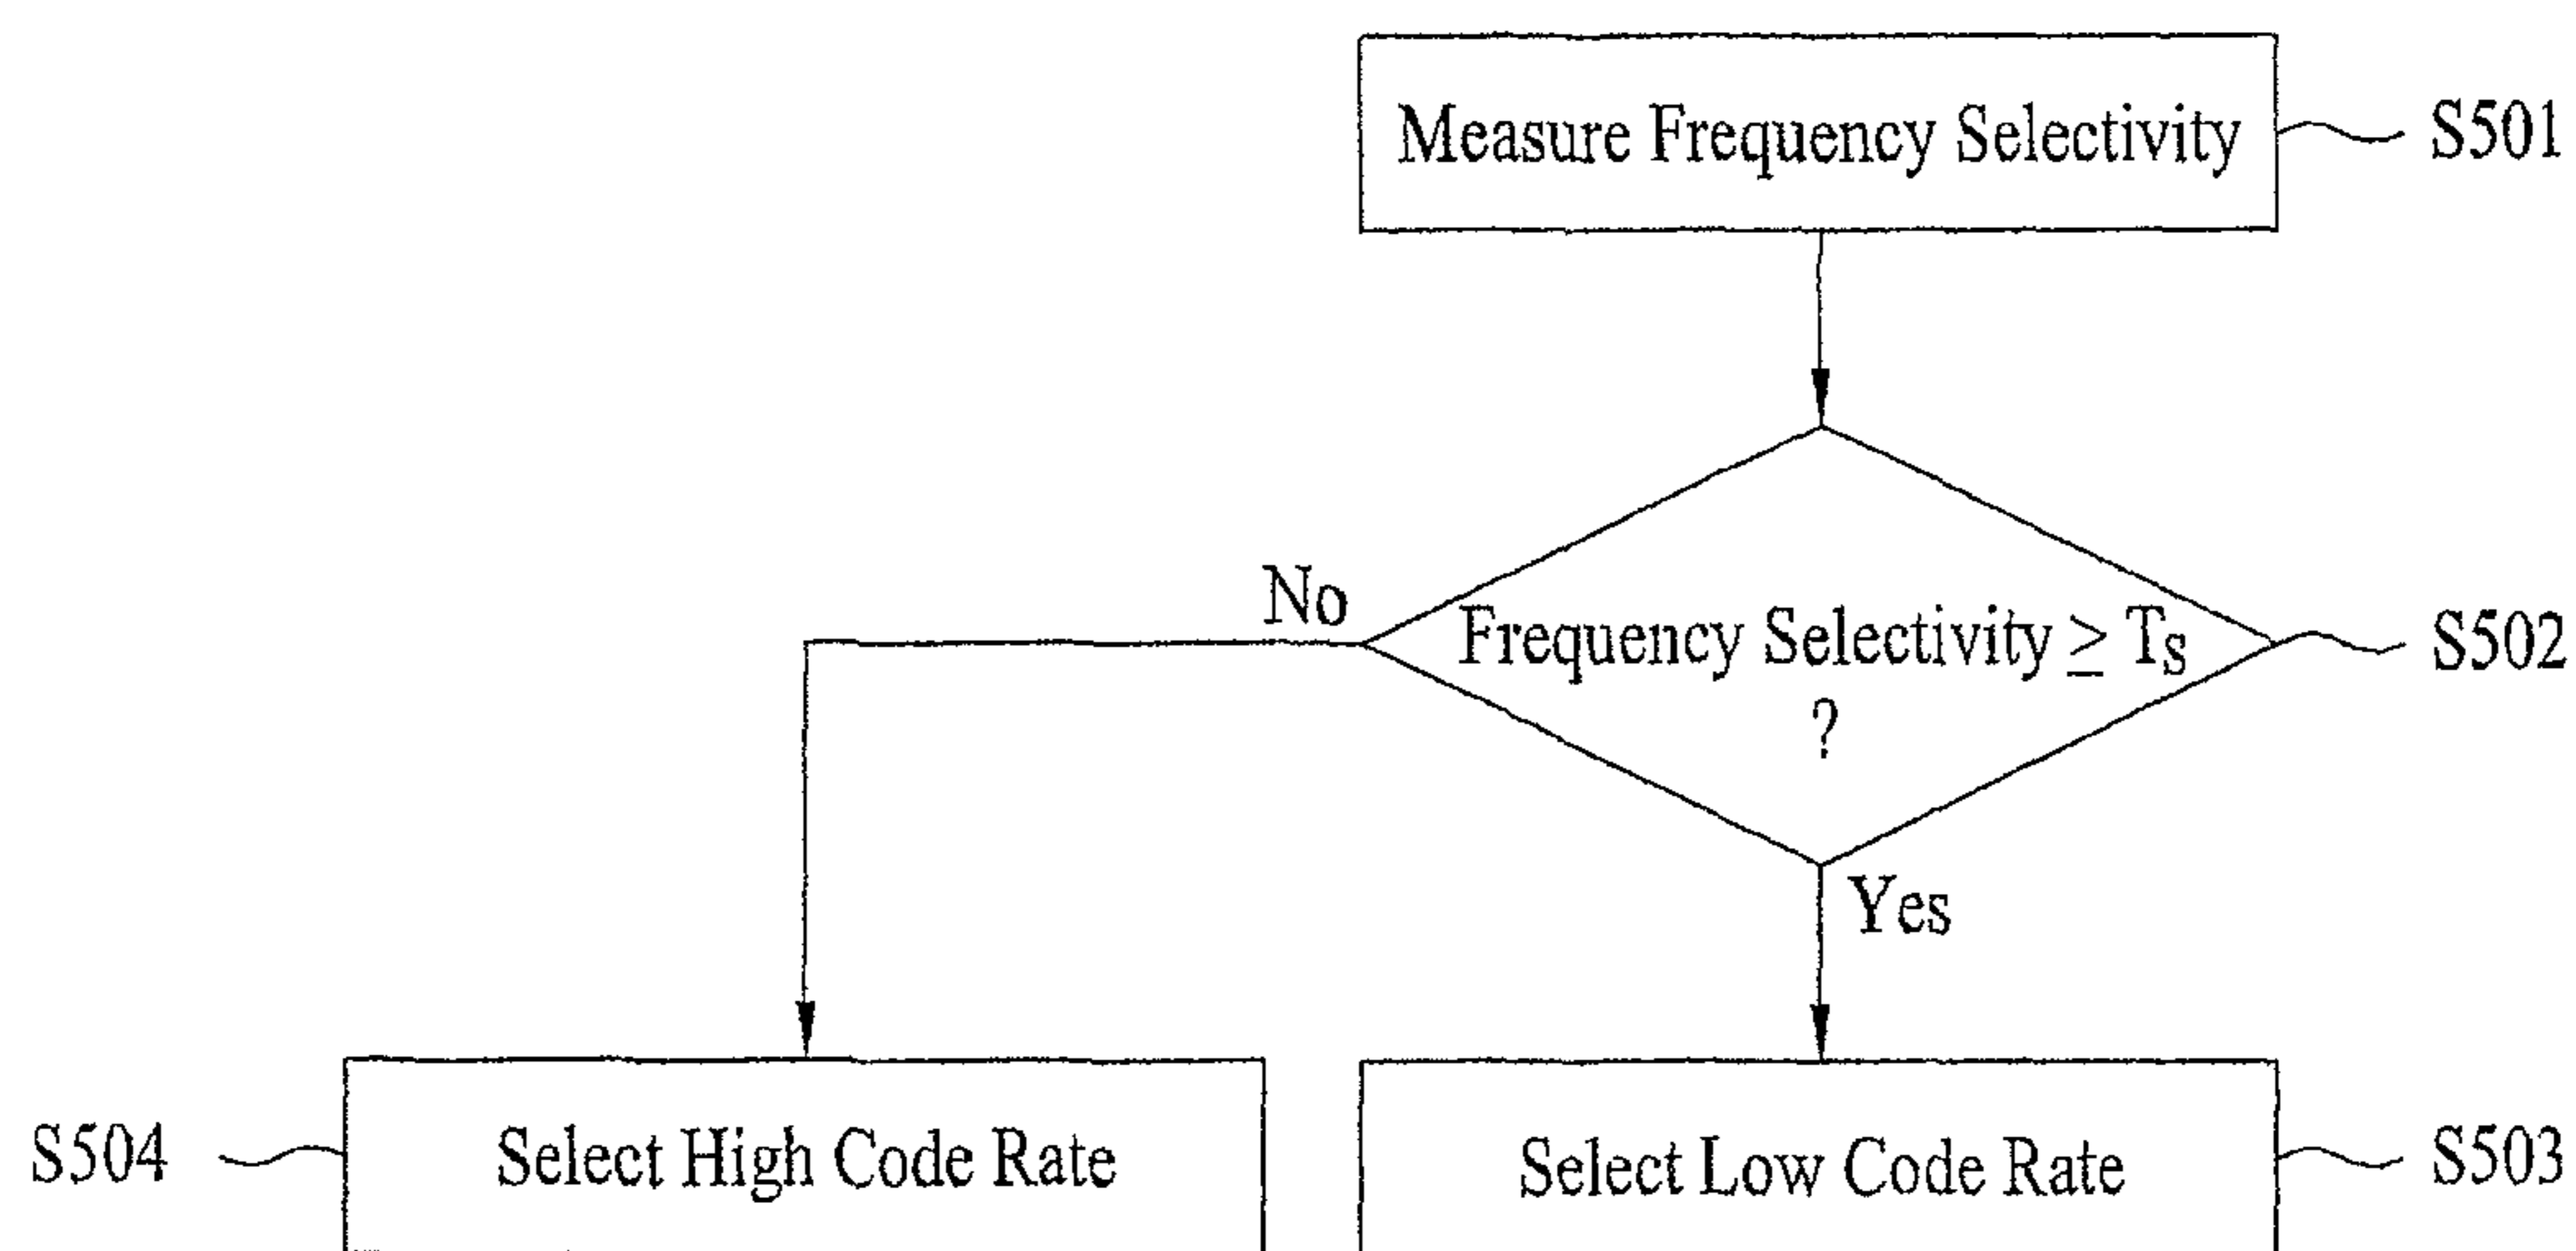 Measure Frequency Selectivity
S501
No
Frequency Selectivity ≥ TS
?
S502
Yes
S504
Select High Code Rate
Select Low Code Rate
S503